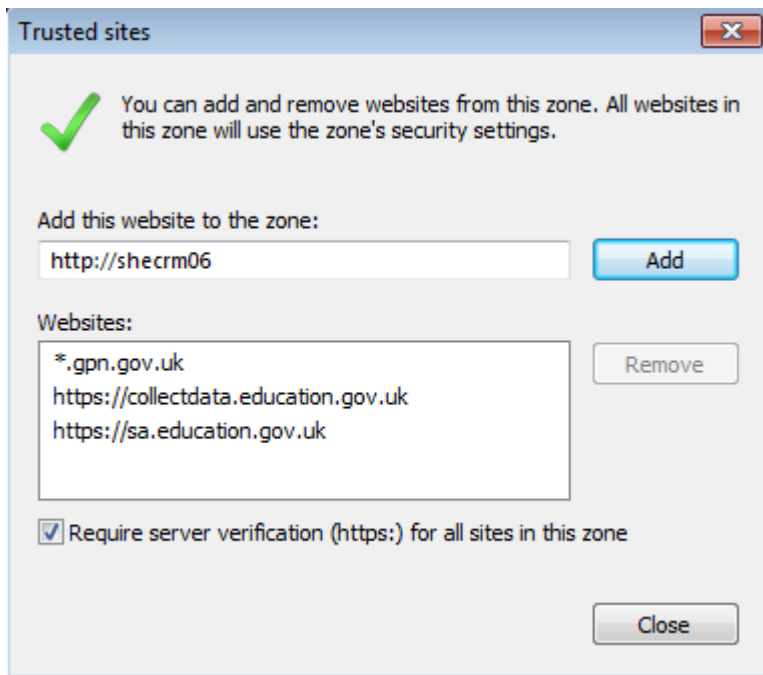 Trusted sites
You can add and remove websites from this zone. All websites in
this zone will use the zone's security settings.
Add this website to the zone:
http://shecrm06
Add
Websites:
*.gpn.gov.uk
https://collectdata.education.gov.uk
https://sa.education.gov.uk
Remove
Require server verification (https:) for all sites in this zone
Close